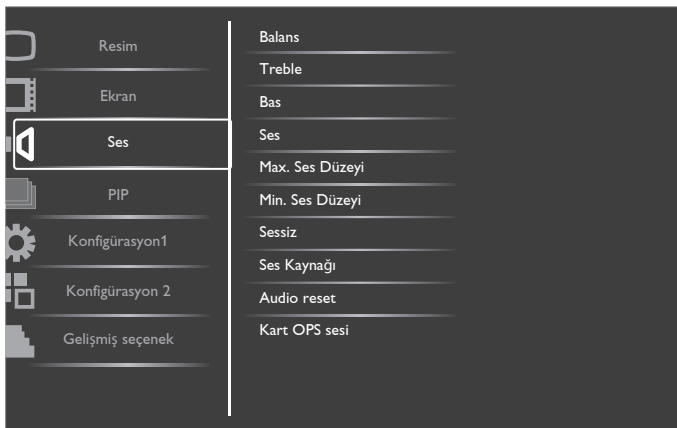 Resim
Ekran
Ses
PIP
Konfigürasyon1
Konfigürasyon 2
Gelişmiş seçenek
Balans
Treble
Bas
Ses
Max. Ses Düzeyi
Min. Ses Düzeyi
Sessiz
Ses Kaynağı
Audio reset
Kart OPS sesi